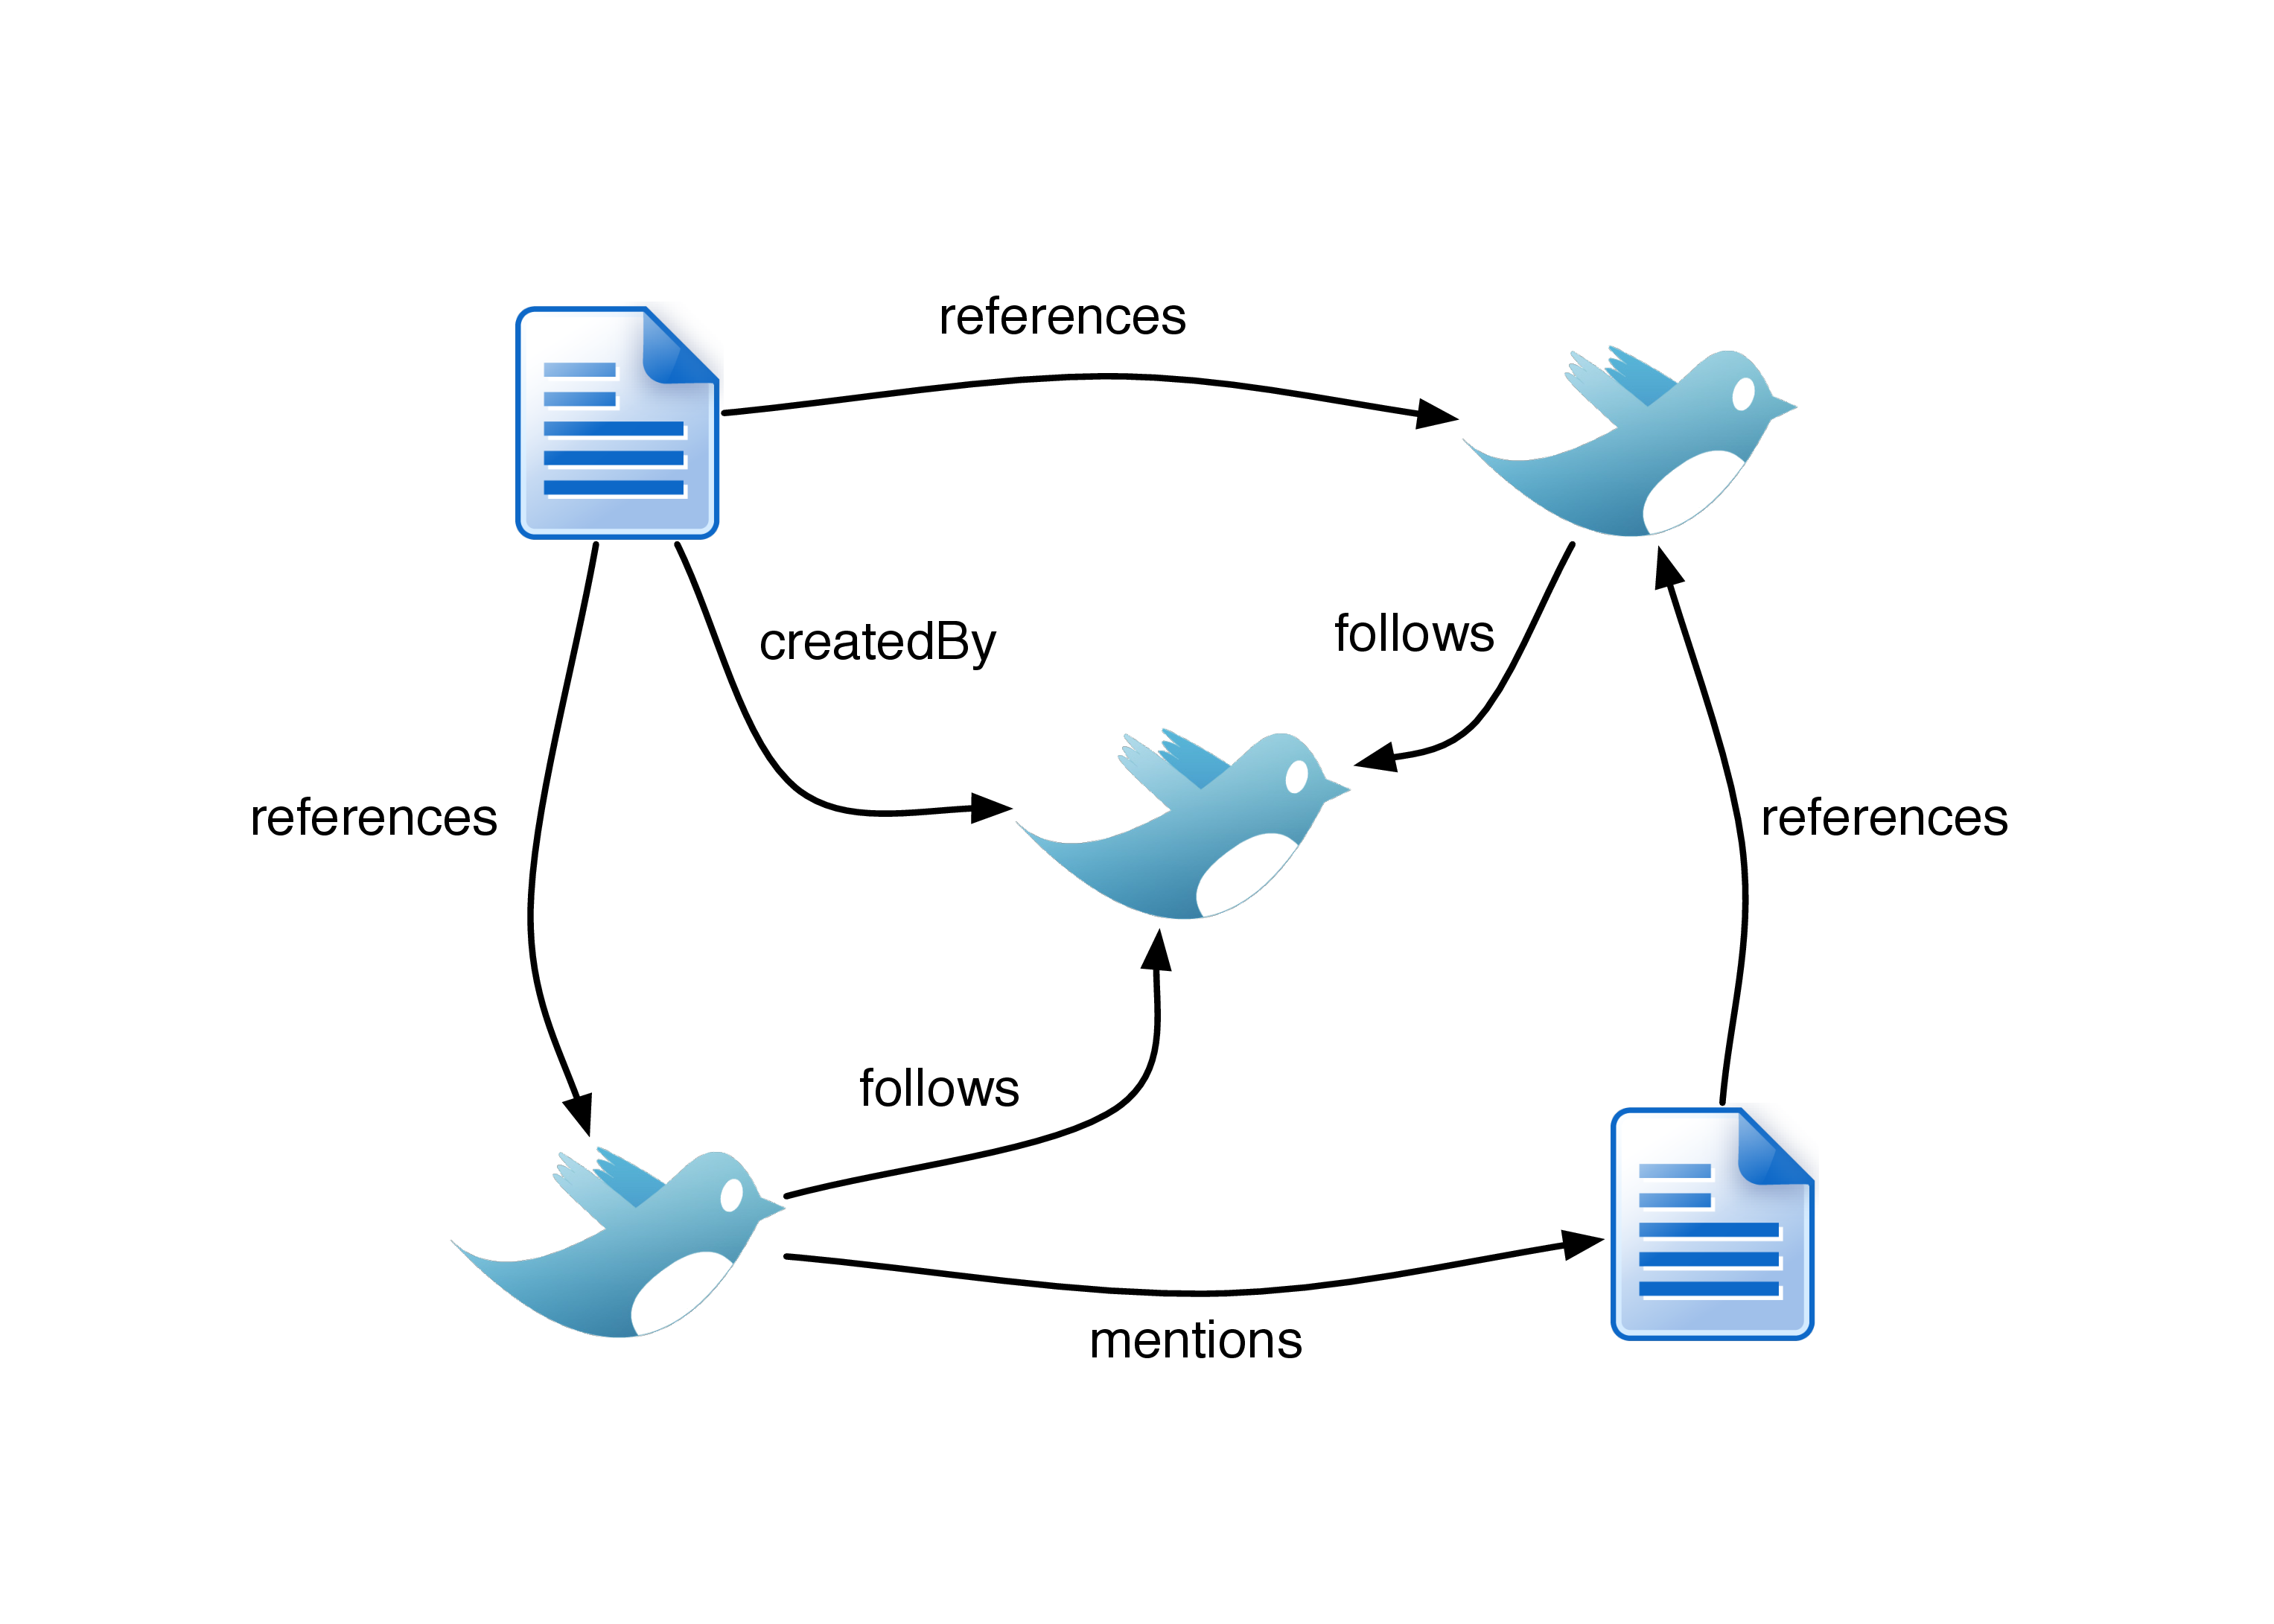 references
createdBy
follows
references
references
follows
mentions